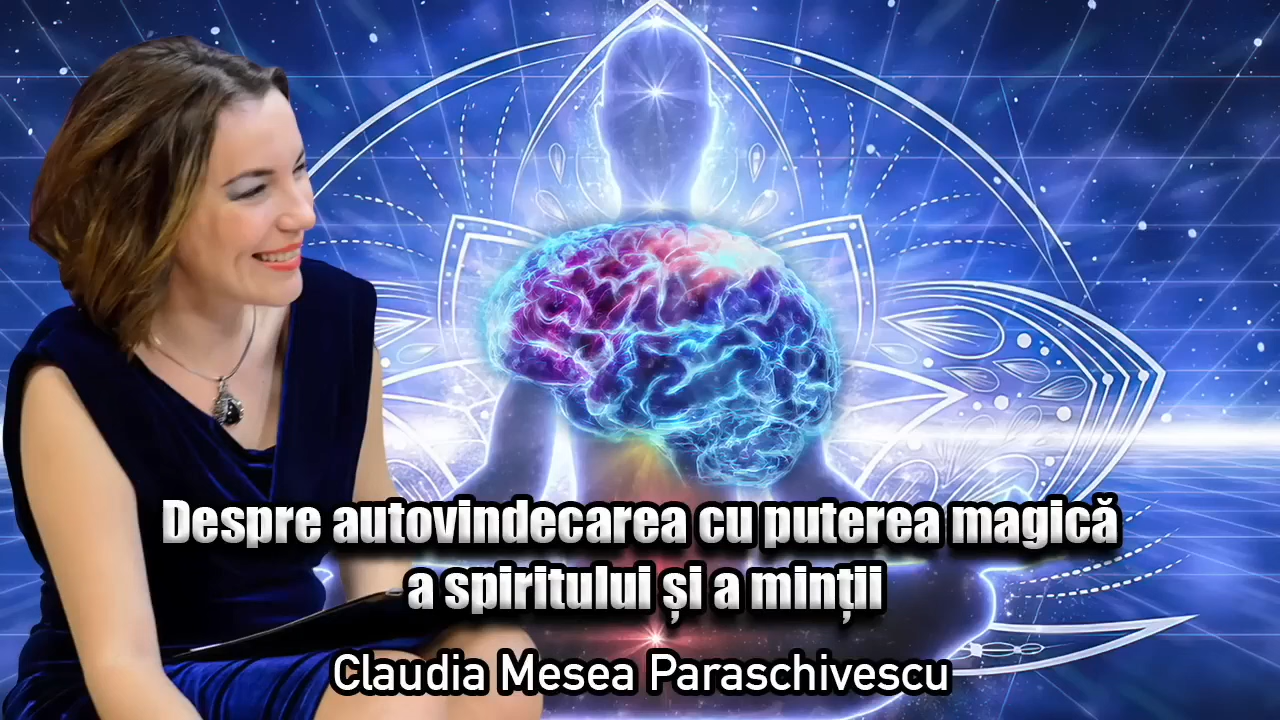 Despre autovindecarea cu puterea magică
a spiritului și a minții
Claudia Mesea Paraschivescu